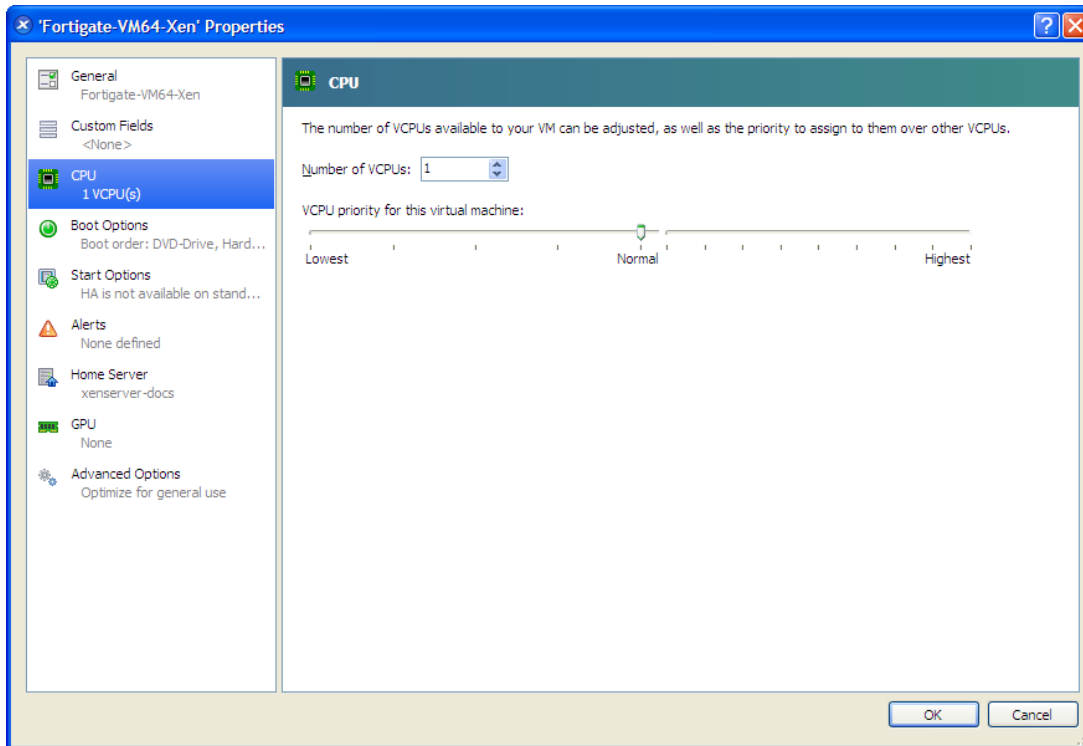 'Fortigate-VM64-Xen' Properties
General
Fortigate-VM64-Xen
Custom Fields
<None>
CPU
1 VCPU(s)
Boot Options
Boot order: DVD-Drive, Hard...
Start Options
HA is not available on stand...
Alerts
None defined
Home Server
xenserver-docs
GPU
None
Advanced Options
Optimize for general use
CPU
The number of VCPUs available to your VM can be adjusted, as well as the priority to assign to them over other VCPUs.
Number of VCPUs: 1
VCPU priority for this virtual machine:
Lowest Normal Highest
OK Cancel